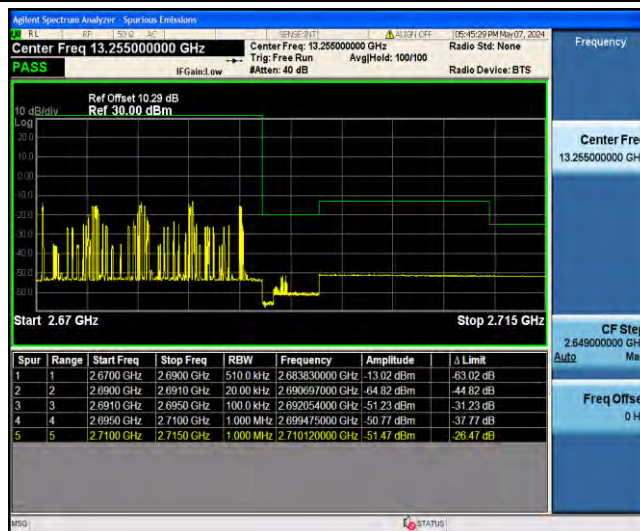 Agilent Spectrum Analyzer - Spurious Emissions
RL RF 50 Ω AC SENSE:INT ALIGN OFF 05:45:29 PM May 07, 2024
Center Freq 13.255000000 GHz
Center Freq: 13.255000000 GHz
Radio Std: None
Trig: Free Run Avg|Hold: 100/100
PASS IFGain:Low #Atten: 40 dB Radio Device: BTS
Ref Offset 10.29 dB
10 dB/div Ref 30.00 dBm
Log
20.0
10.0
0.00
-10.0
-20.0
-30.0
-40.0
-50.0
Start 2.67 GHz Stop 2.715 GHz
Spur Range Start Freq Stop Freq RBW Frequency Amplitude Δ Limit
1 1 2.6700 GHz 2.6900 GHz 510.0 kHz 2.683830000 GHz -13.02 dBm -63.02 dB
2 2 2.6900 GHz 2.6910 GHz 20.00 kHz 2.690697000 GHz -64.82 dBm -44.82 dB
3 3 2.6910 GHz 2.6950 GHz 100.0 kHz 2.692054000 GHz -51.23 dBm -31.23 dB
4 4 2.6950 GHz 2.7100 GHz 1.000 MHz 2.699475000 GHz -50.77 dBm -37.77 dB
5 5 2.7100 GHz 2.7150 GHz 1.000 MHz 2.710120000 GHz -51.47 dBm -26.47 dB
Frequency
Center Fre
13.255000000 GH
CF Ste
2.649000000 GH
Auto Ma
Freq Offse
0 H
MSG STATUS